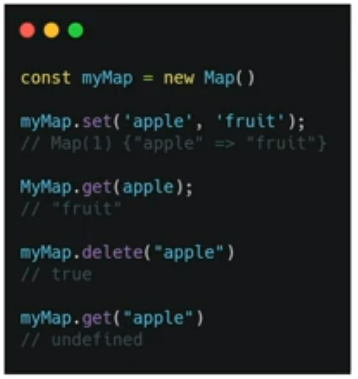 const myMap = new Map()
myMap.set('apple', 'fruit');
// Map(1) {"apple" => "fruit"}
MyMap.get(apple);
// "fruit"
myMap.delete("apple")
// true
myMap.get("apple")
// undefined